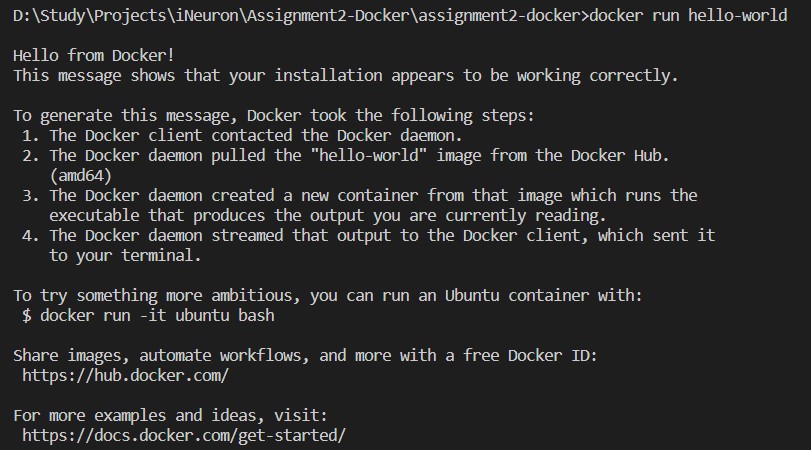 D:\Study\Projects\iNeuron\Assignment2-Docker\assignment2-docker>docker run hello-world
Hello from Docker!
This message shows that your installation appears to be working correctly.
To generate this message, Docker took the following steps:
1. The Docker client contacted the Docker daemon.
2. The Docker daemon pulled the "hello-world" image from the Docker Hub.
(amd64)
3. The Docker daemon created a new container from that image which runs the
executable that produces the output you are currently reading.
4. The Docker daemon streamed that output to the Docker client, which sent it
to your terminal.
To try something more ambitious, you can run an Ubuntu container with:
$ docker run -it ubuntu bash
Share images, automate workflows, and more with a free Docker ID:
https://hub.docker.com/
For more examples and ideas, visit:
https://docs.docker.com/get-started/